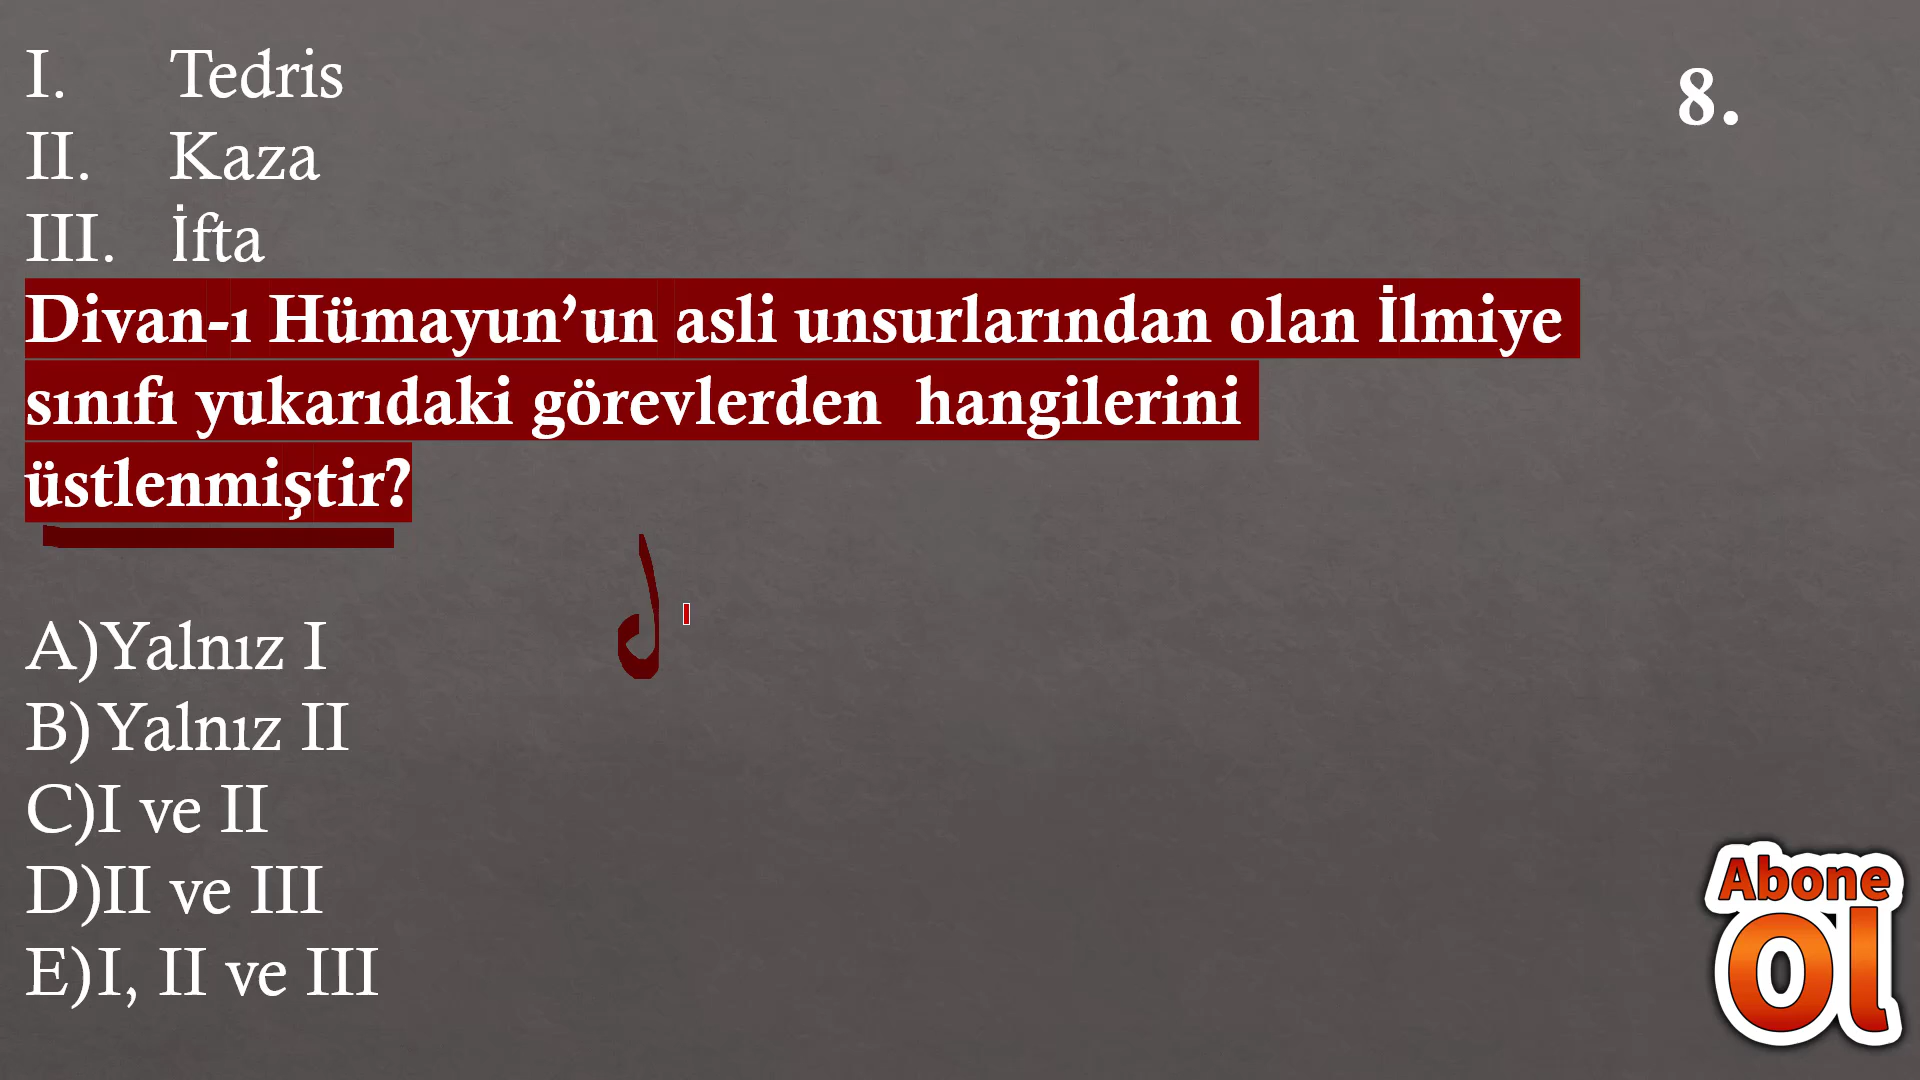 I. Tedris
8.
II. Kaza
III. İfta
Divan-ı Hümayun’un asli unsurlarından olan İlmiye
sınıfı yukarıdaki görevlerden hangilerini
üstlenmiştir?
A)Yalnız I
B)Yalnız II
C)I ve II
D)II ve III
E)I, II ve III
Abone
Ol